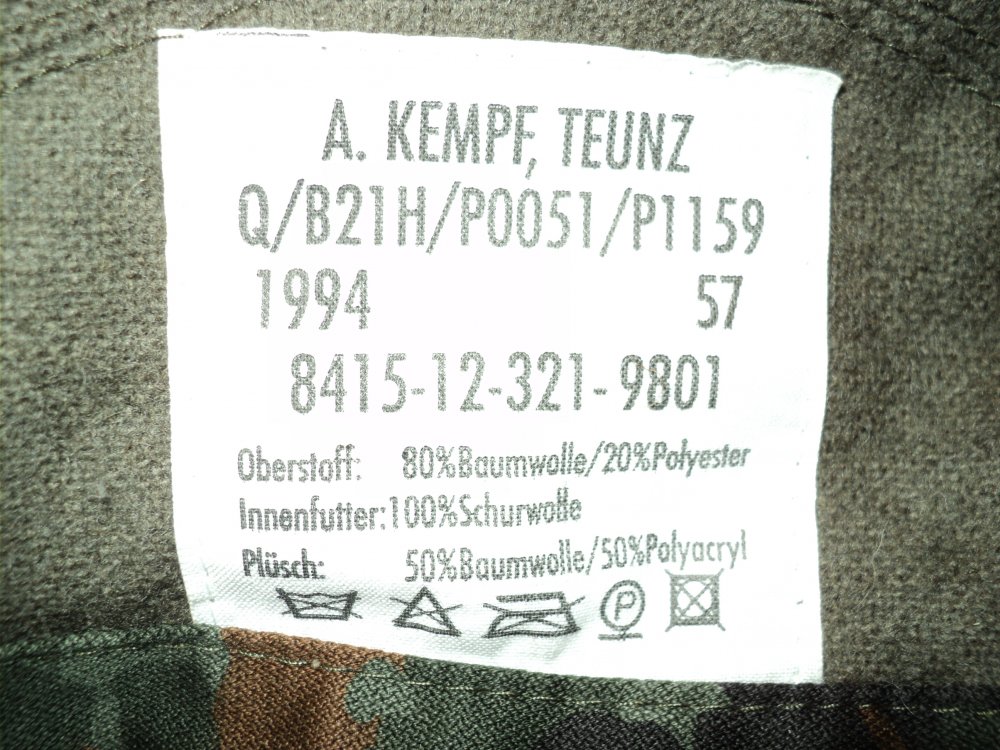 A. KEMPF, TEUNZ
Q/B21H/P0051/P1159
1994 57
8415-12-321-9801
Oberstoff: 80%Baumwolle/20%Polyester
Innenfutter:100%Schurwolle
Plüsch: 50%Baumwolle/50%Polyacryl
P